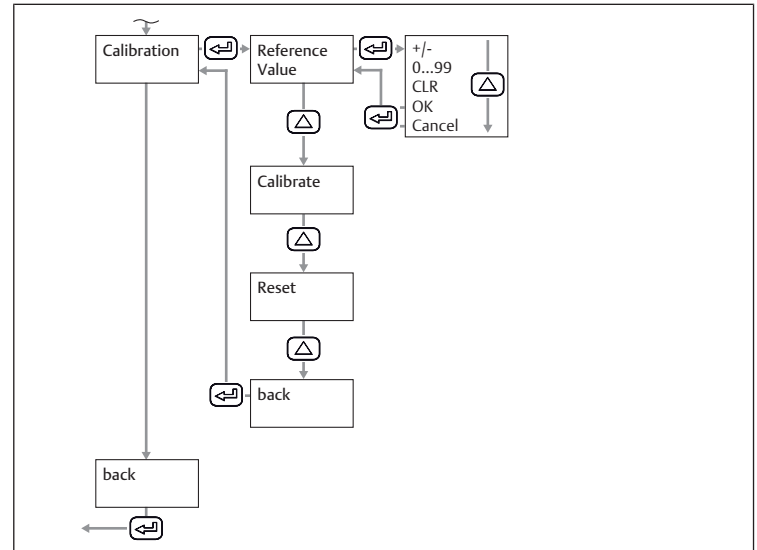 Calibration
Reference
Value
+/-
0...99
CLR
OK
Cancel
Calibrate
Reset
back
back